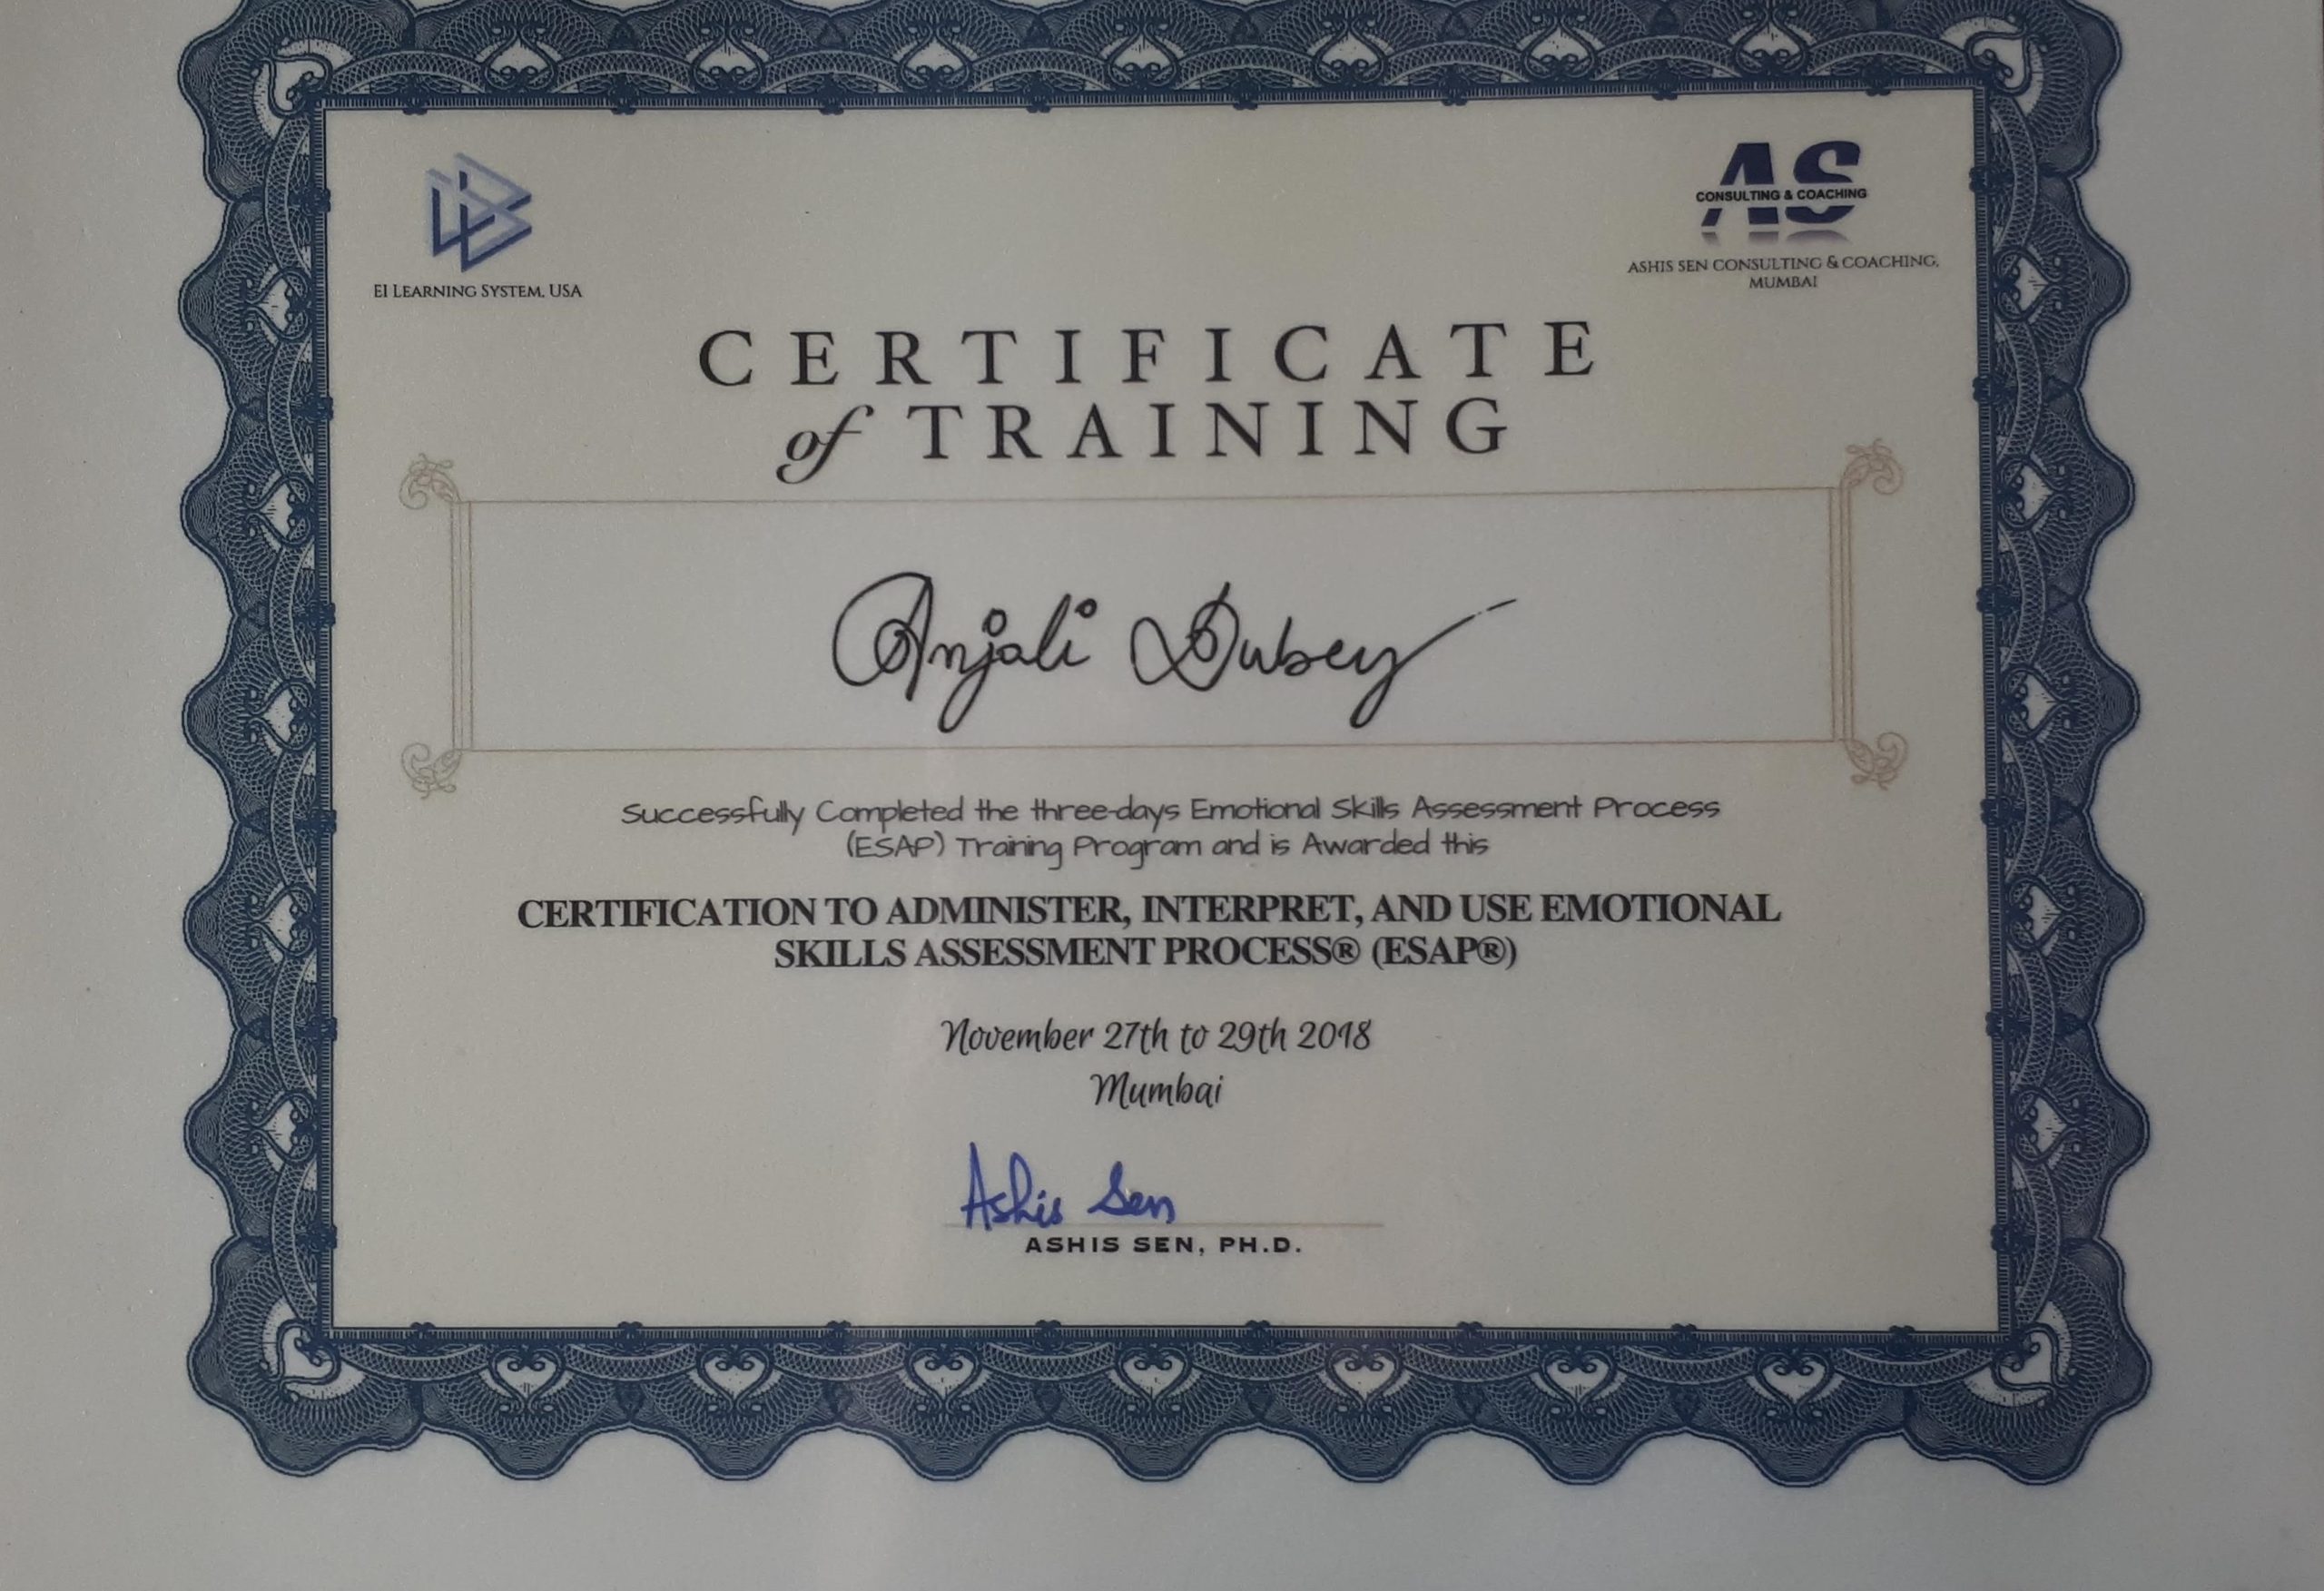 EI LEARNING SYSTEM, USA
AS
CONSULTING & COACHING
ASHIS SEN CONSULTING & COACHING,
MUMBAI
CERTIFICATE
of TRAINING
Anjali Dubey
Successfully Completed the three-days Emotional Skills Assessment Process
(ESAP) Training Program and is Awarded this
CERTIFICATION TO ADMINISTER, INTERPRET, AND USE EMOTIONAL
SKILLS ASSESSMENT PROCESS® (ESAP®)
November 27th to 29th 2018
Mumbai
Ashis Sen
ASHIS SEN, PH.D.